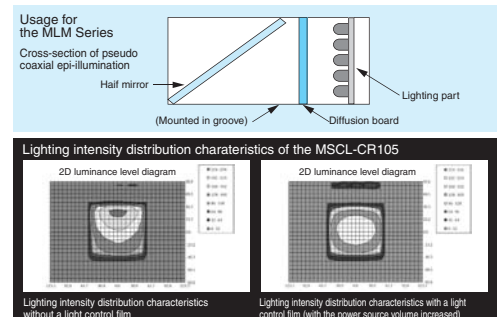 Usage for
the MLM Series
Cross-section of pseudo
coaxial epi-illumination
Half mirror
(Mounted in groove)
Diffusion board
Lighting part
Lighting intensity distribution charateristics of the MSCL-CR105
2D luminance level diagram
2D luminance level diagram
Lighting intensity distribution characteristics
without a light control film
Lighting intensity distribution characteristics with a light
control film (with the power source volume increased)